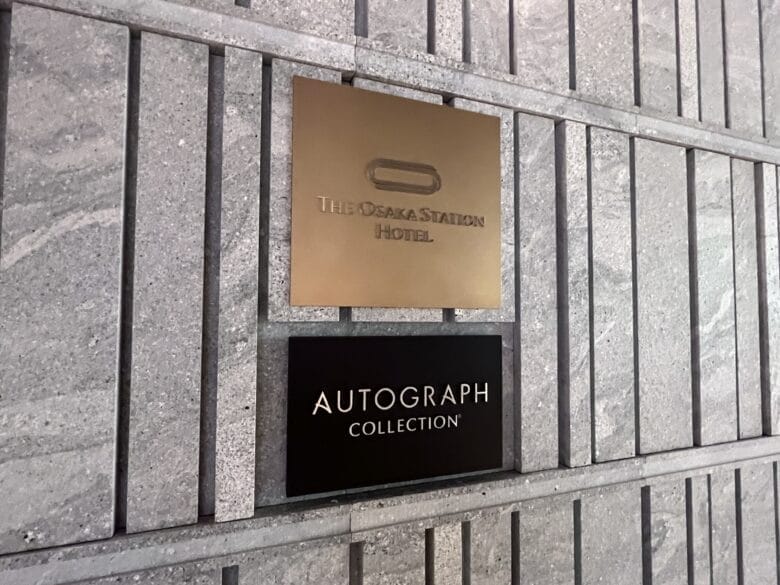 THE OSAKA STATION
HOTEL
AUTOGRAPH
COLLECTION®